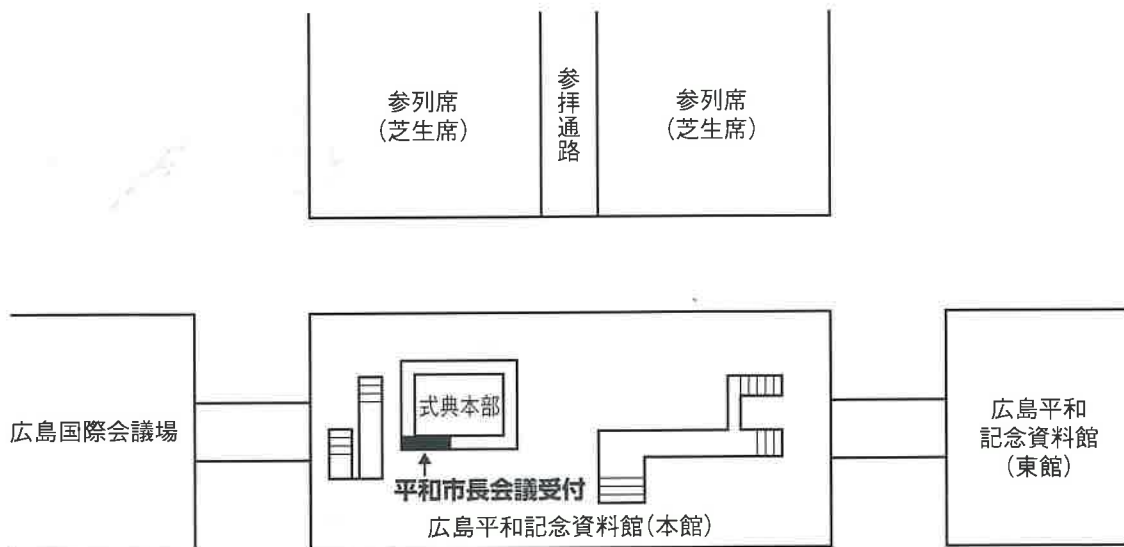 参列席
(芝生席)
参拝通路
参列席
(芝生席)
広島国際会議場
式典本部
平和市長会議受付
広島平和記念資料館(本館)
広島平和
記念資料館
(東館)